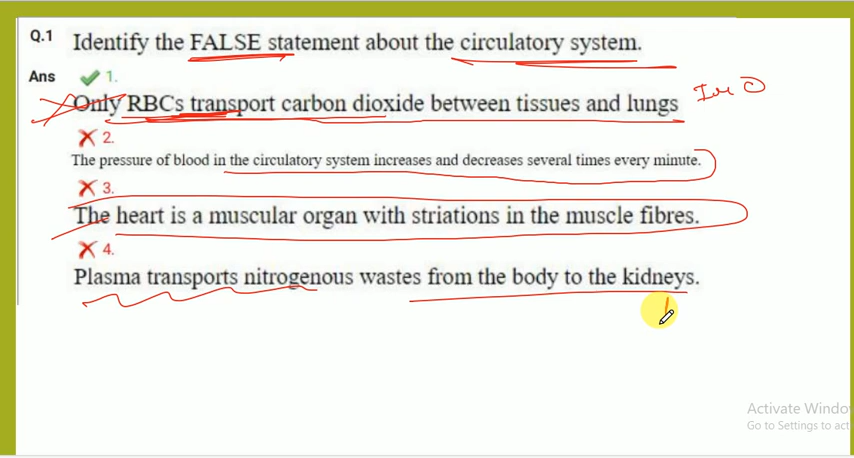 Q.1 Identify the FALSE statement about the circulatory system.
Ans 1.
Only RBCs transport carbon dioxide between tissues and lungs
2.
The pressure of blood in the circulatory system increases and decreases several times every minute.
3.
The heart is a muscular organ with striations in the muscle fibres.
4.
Plasma transports nitrogenous wastes from the body to the kidneys.
Activate Windo
Go to Settings to act